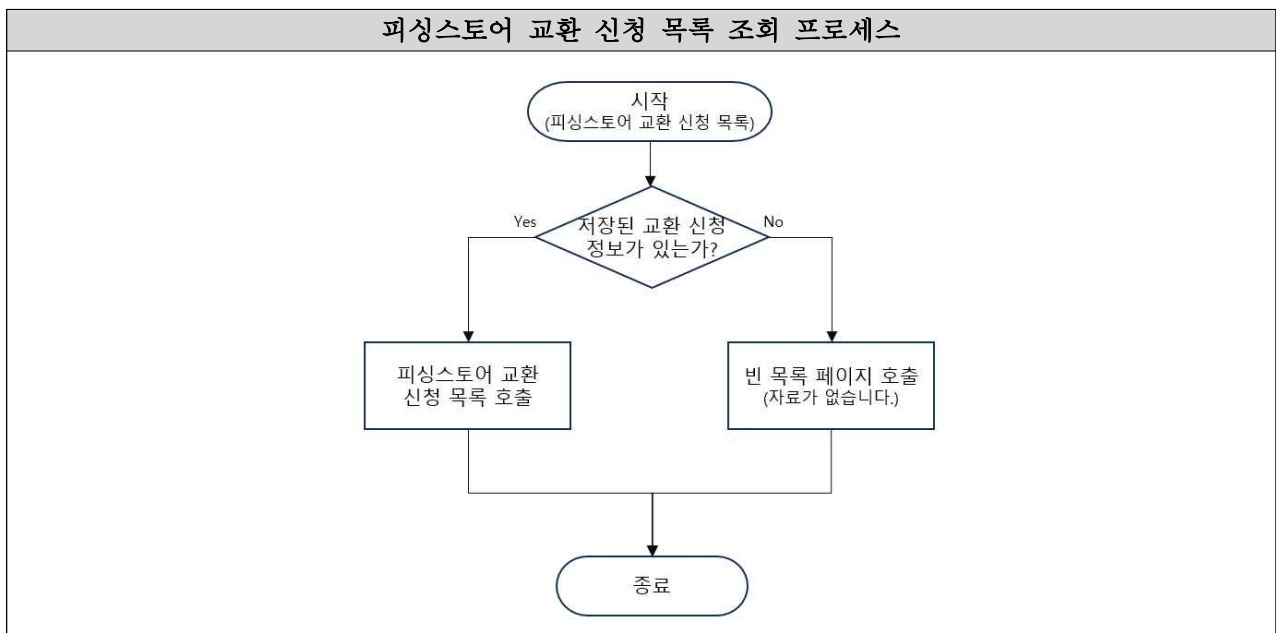 피싱스토어 교환 신청 목록 조회 프로세스
시작
(피싱스토어 교환 신청 목록)
Yes
저장된 교환 신청
정보가 있는가?
No
피싱스토어 교환
신청 목록 호출
빈 목록 페이지 호출
(자료가 없습니다.)
종료